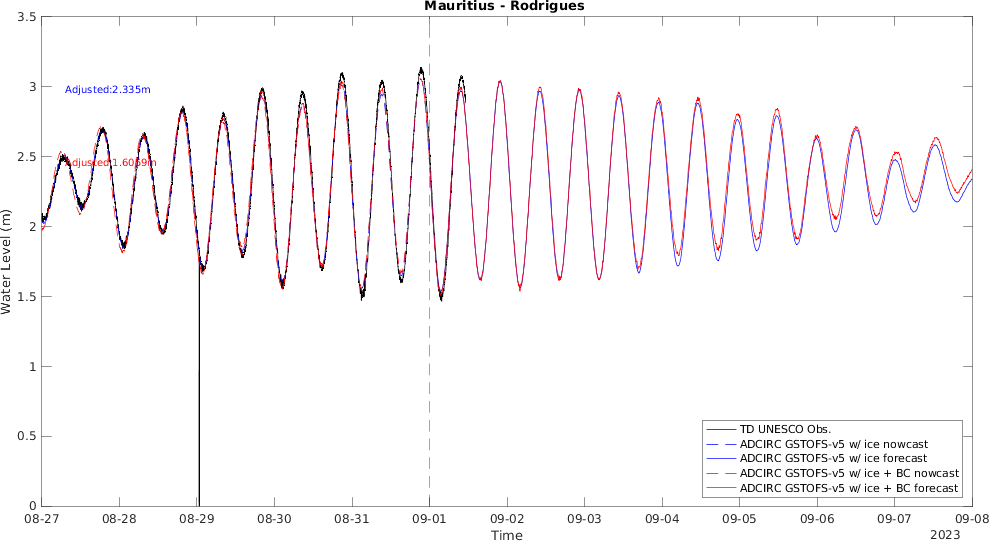 Mauritius - Rodrigues
3.5
3
2.5
2
1.5
1
0.5
0
Water Level (m)
Adjusted:2.335m
Adjusted:1.6059m
TD UNESCO Obs.
ADCIRC GSTOFS-v5 w/ ice nowcast
ADCIRC GSTOFS-v5 w/ ice forecast
ADCIRC GSTOFS-v5 w/ ice + BC nowcast
ADCIRC GSTOFS-v5 w/ ice + BC forecast
08-27 08-28 08-29 08-30 08-31 09-01 09-02 09-03 09-04 09-05 09-06 09-07 09-08
Time
2023